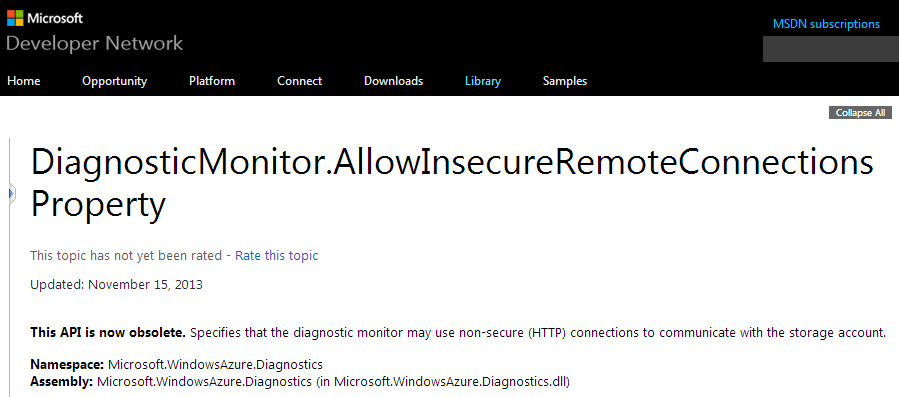 Microsoft
Developer Network
MSDN subscriptions
Home Opportunity Platform Connect Downloads Library Samples
Collapse All
DiagnosticMonitor.AllowInsecureRemoteConnections
Property
This topic has not yet been rated - Rate this topic
Updated: November 15, 2013
This API is now obsolete. Specifies that the diagnostic monitor may use non-secure (HTTP) connections to communicate with the storage account.
Namespace: Microsoft.WindowsAzure.Diagnostics
Assembly: Microsoft.WindowsAzure.Diagnostics (in Microsoft.WindowsAzure.Diagnostics.dll)